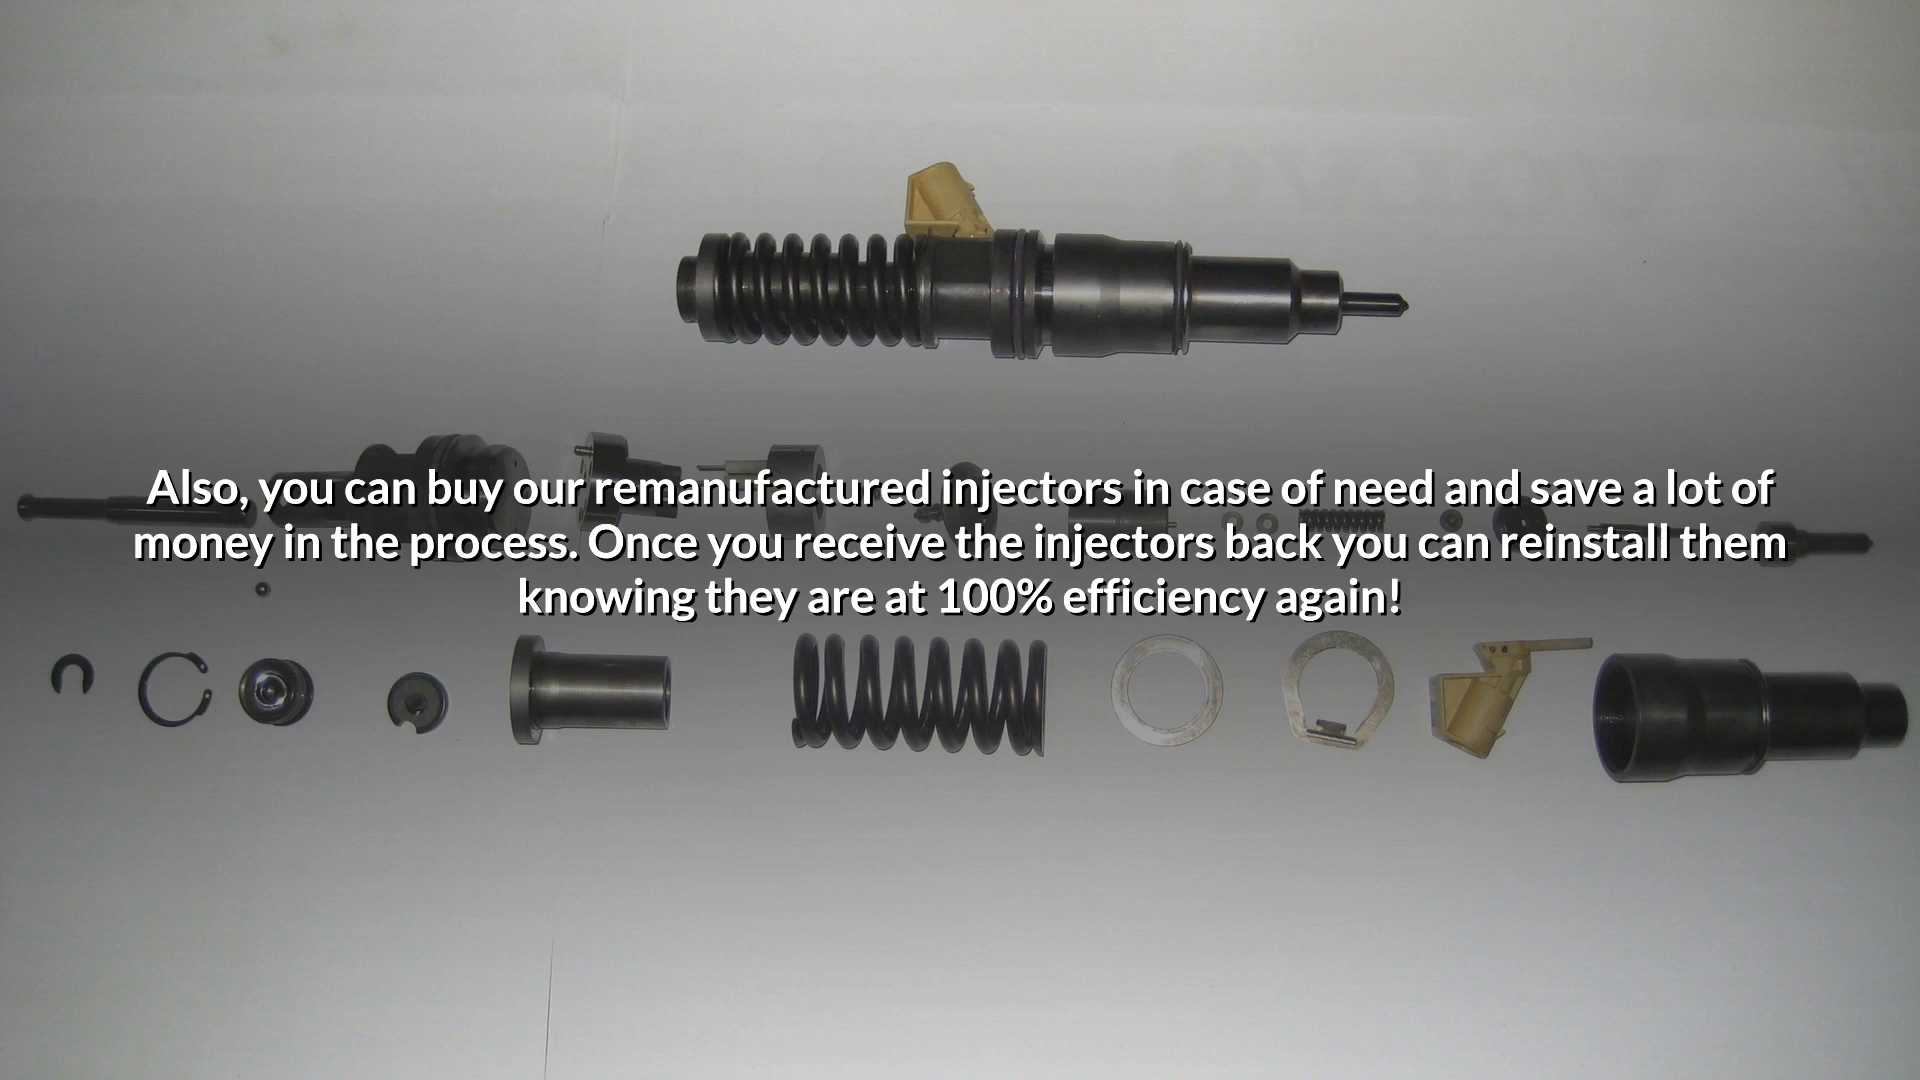 Also, you can buy our remanufactured injectors in case of need and save a lot of
money in the process. Once you receive the injectors back you can reinstall them
knowing they are at 100% efficiency again!